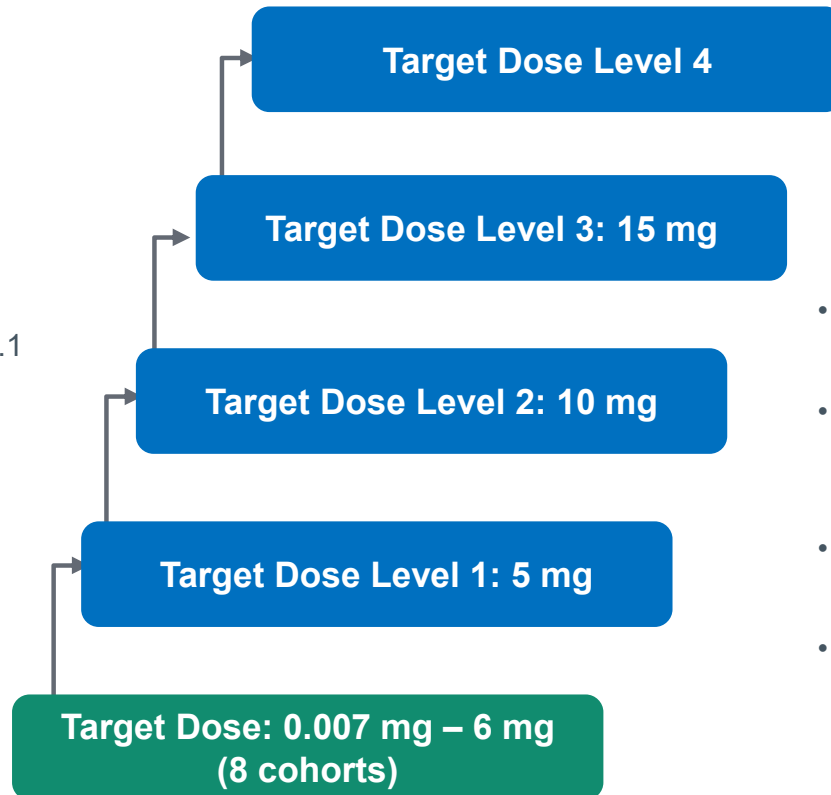 Target Dose Level 4
Target Dose Level 3: 15 mg
.1
Target Dose Level 2: 10 mg
Target Dose Level 1: 5 mg
Target Dose: 0.007 mg – 6 mg
(8 cohorts)